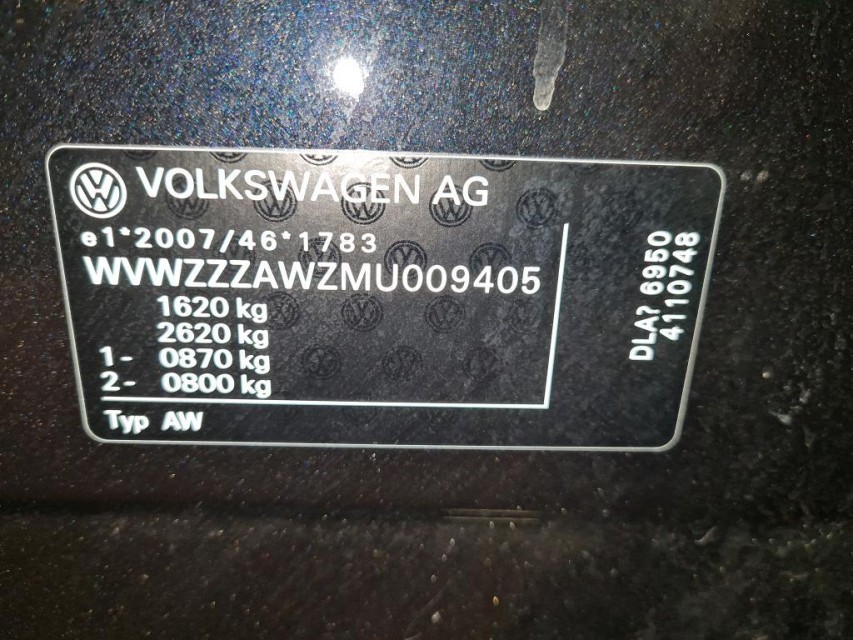 VOLKSWAGEN AG
e1*2007/46*1783
WVWZZZAWZMU009405
1620 kg
2620 kg
1- 0870 kg
2- 0800 kg
Typ AW
DLA? 6950
4110748